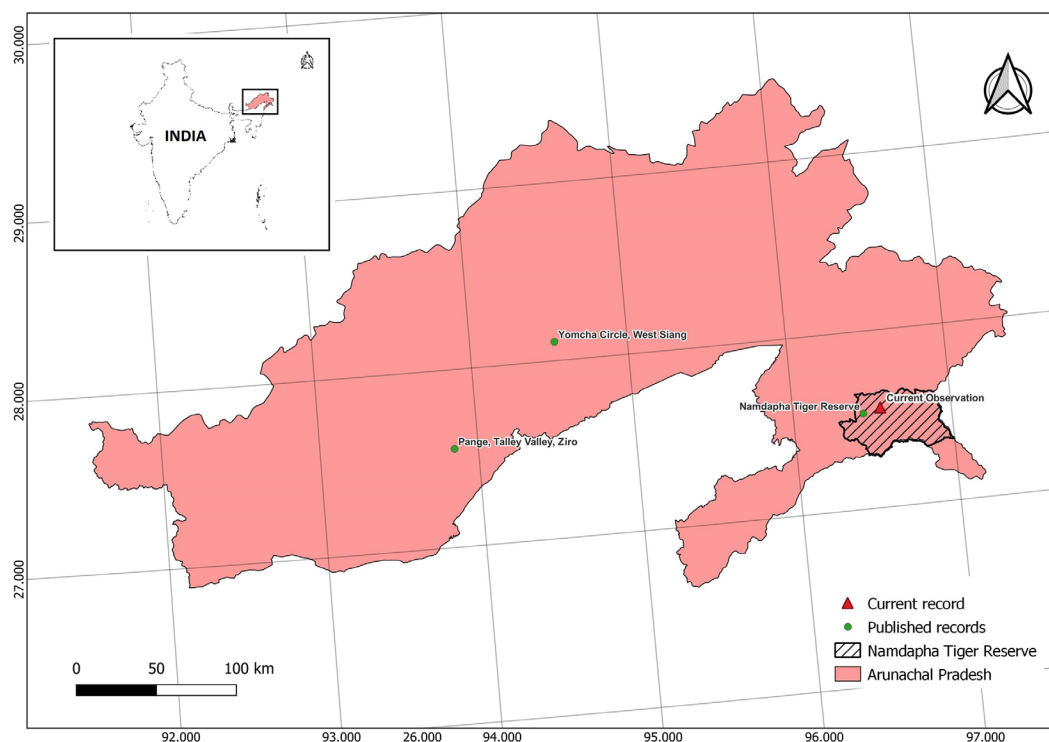 30.000
29.000
28.000
27.000
INDIA
Yomcha Circle, West Siang
Namdapha Tiger Reserve
Current Observation
Pange, Talley Valley, Ziro
Current record
Published records
Namdapha Tiger Reserve
Arunachal Pradesh
0 50 100 km
92.000 93.000 26.000 94.000 95.000 96.000 97.000